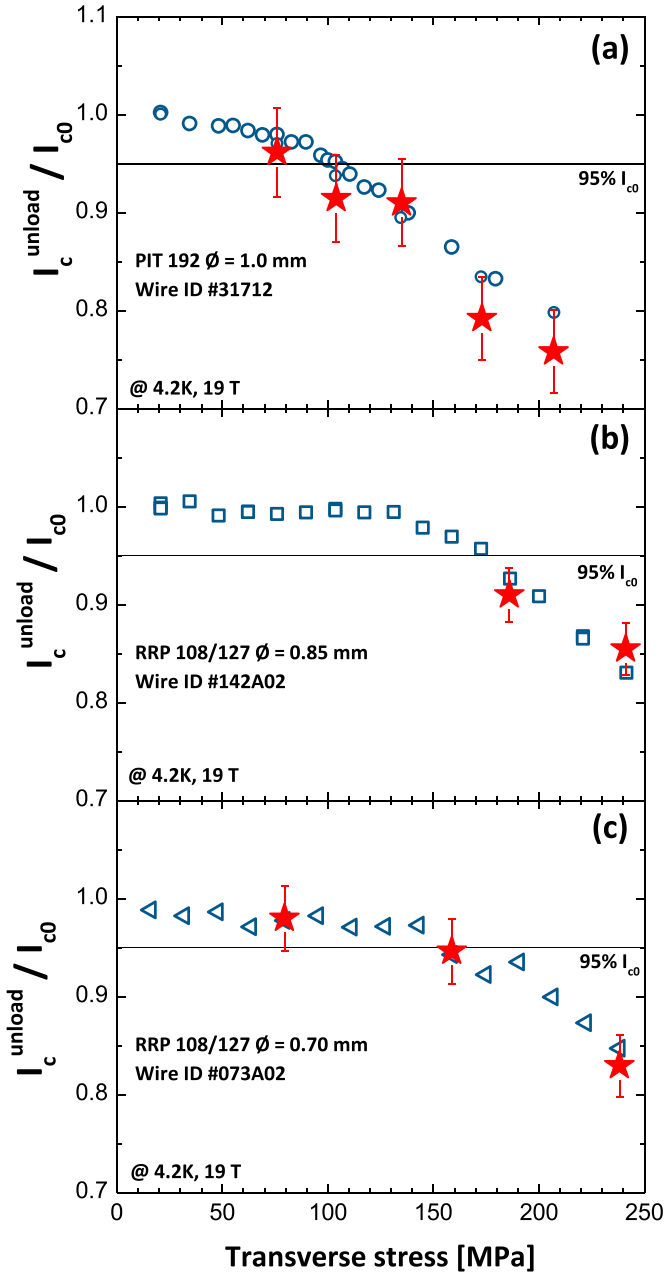 1.1
(a)
1.0
I_c^unload / I_c0
95% I_c0
0.9
PIT 192 Ø = 1.0 mm
Wire ID #31712
0.8
@ 4.2K, 19 T
0.7
(b)
1.0
I_c^unload / I_c0
95% I_c0
0.9
RRP 108/127 Ø = 0.85 mm
Wire ID #142A02
0.8
@ 4.2K, 19 T
0.7
(c)
1.0
I_c^unload / I_c0
95% I_c0
0.9
RRP 108/127 Ø = 0.70 mm
Wire ID #073A02
0.8
@ 4.2K, 19 T
0.7
0 50 100 150 200 250
Transverse stress [MPa]